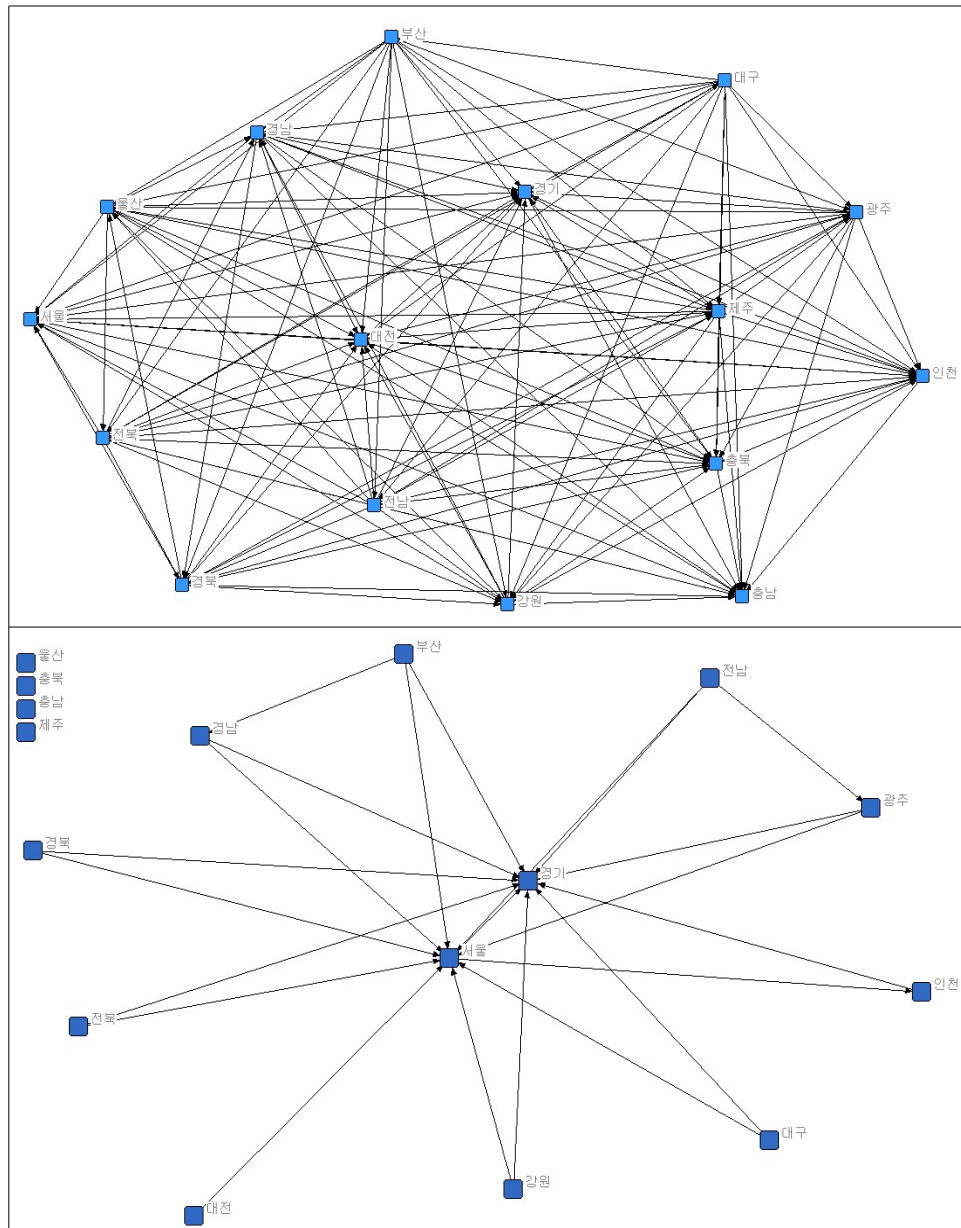 부산
대구
경남
경기
울산
광주
제주
서울
대전
인천
전북
충북
전남
경북
충남
강원
울산
충북
충남
제주
부산
전남
경남
광주
경북
경기
서울
인천
전북
대구
강원
대전